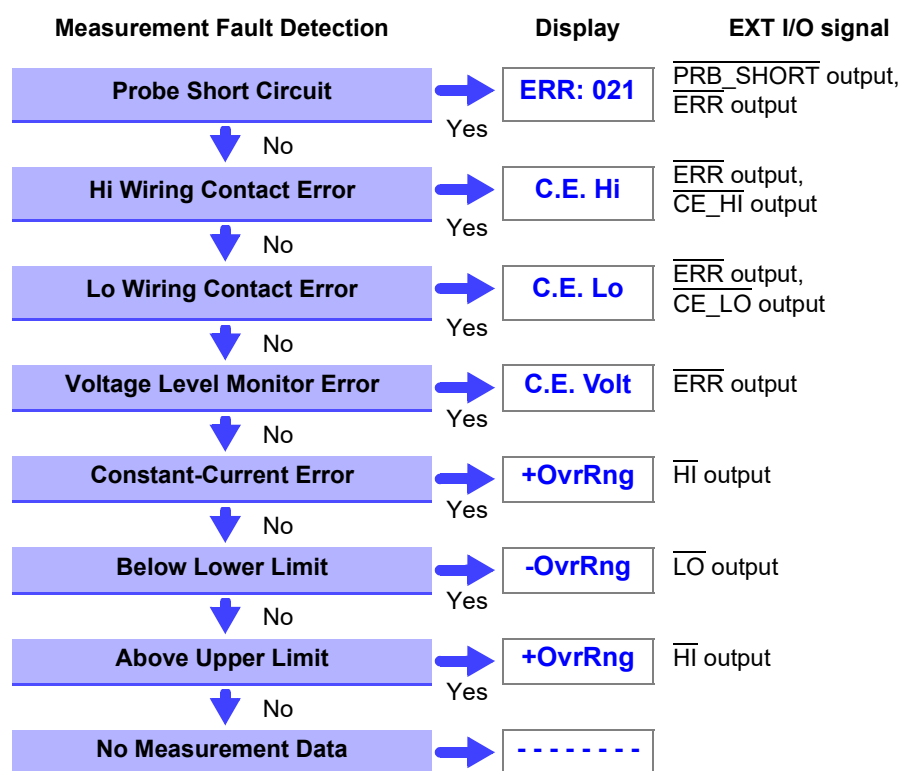 Measurement Fault Detection Display EXT I/O signal
Probe Short Circuit ERR: 021 PRB_SHORT output,
ERR output
Yes
No
Hi Wiring Contact Error C.E. Hi ERR output,
CE_HI output
Yes
No
Lo Wiring Contact Error C.E. Lo ERR output,
CE_LO output
Yes
No
Voltage Level Monitor Error C.E. Volt ERR output
Yes
No
Constant-Current Error +OvrRng HI output
Yes
No
Below Lower Limit -OvrRng LO output
Yes
No
Above Upper Limit +OvrRng HI output
Yes
No
No Measurement Data - - - - - - - -